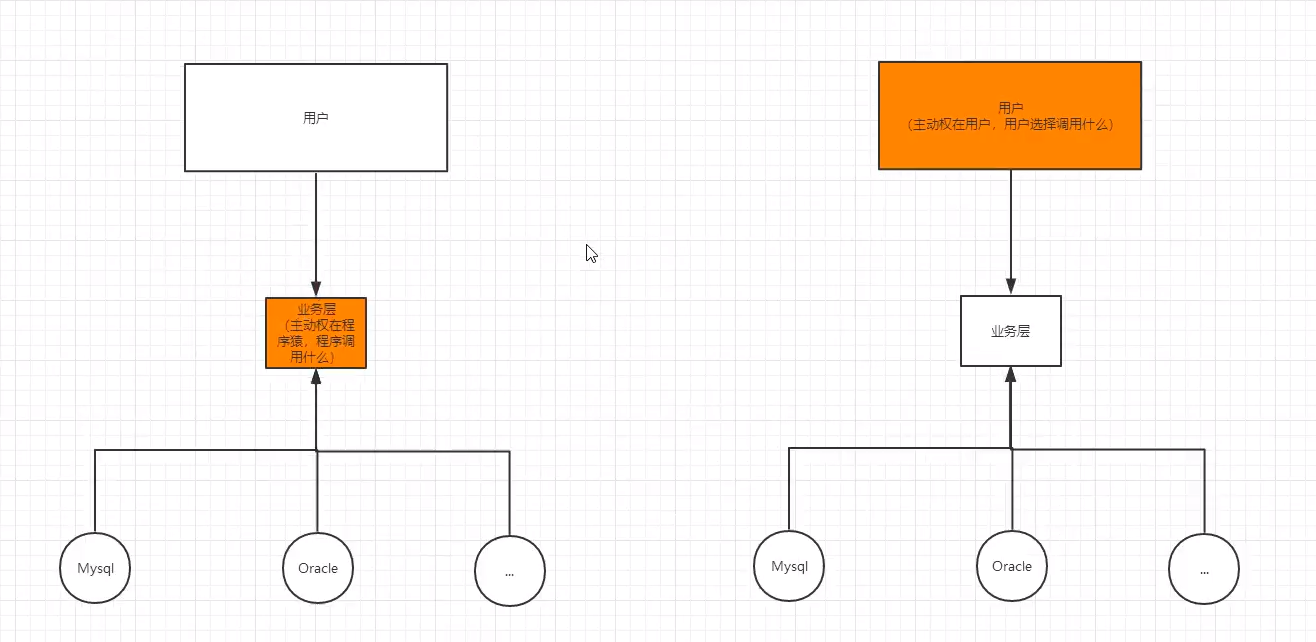 用户
业务层
（主动权在程
序猿，程序调
用什么）
Mysql
Oracle
...
用户
（主动权在用户，用户选择调用什么）
业务层
Mysql
Oracle
...